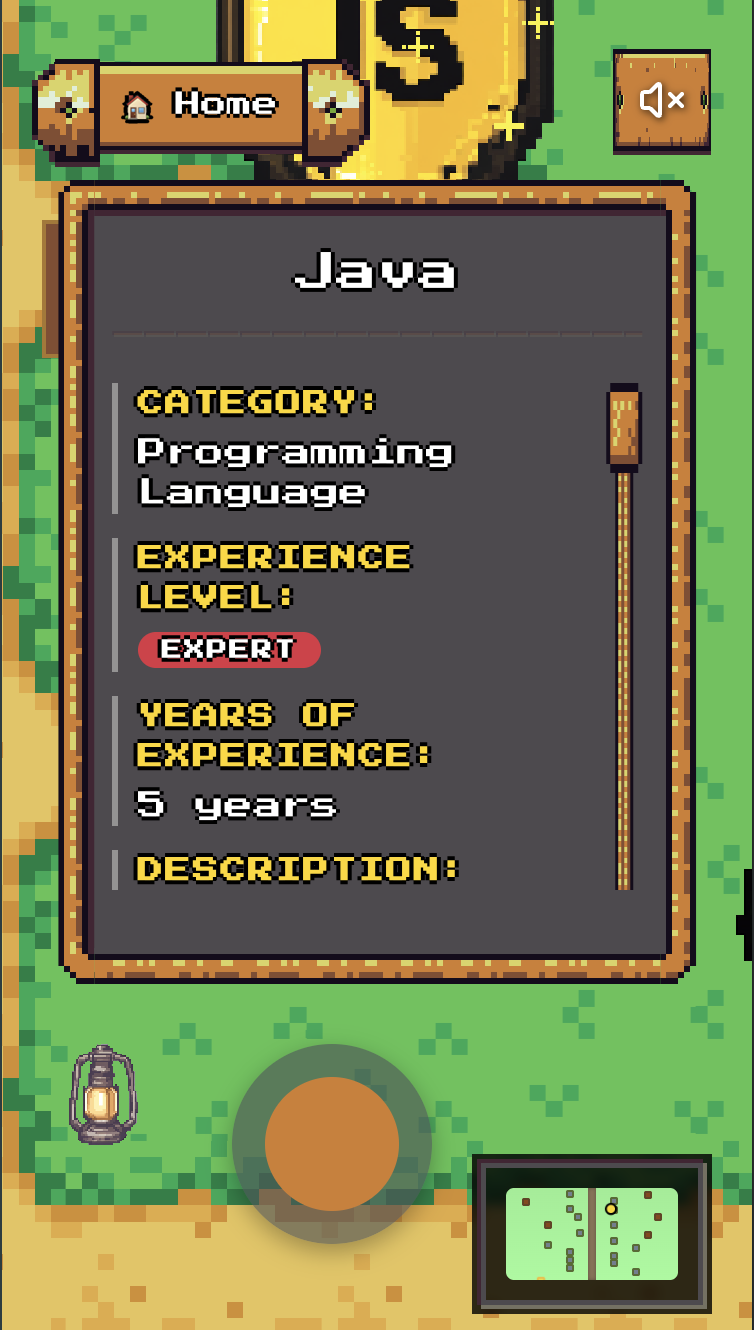 S
Home
Java
CATEGORY:
Programming
Language
EXPERIENCE
LEVEL:
EXPERT
YEARS OF
EXPERIENCE:
5 years
DESCRIPTION: